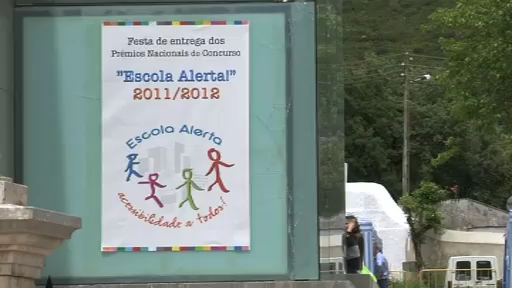 Festa de entrega dos
Prémios Nacionais do Concurso
"Escola Alerta!"
2011/2012
Escola Alerta
acessibilidade a todos!